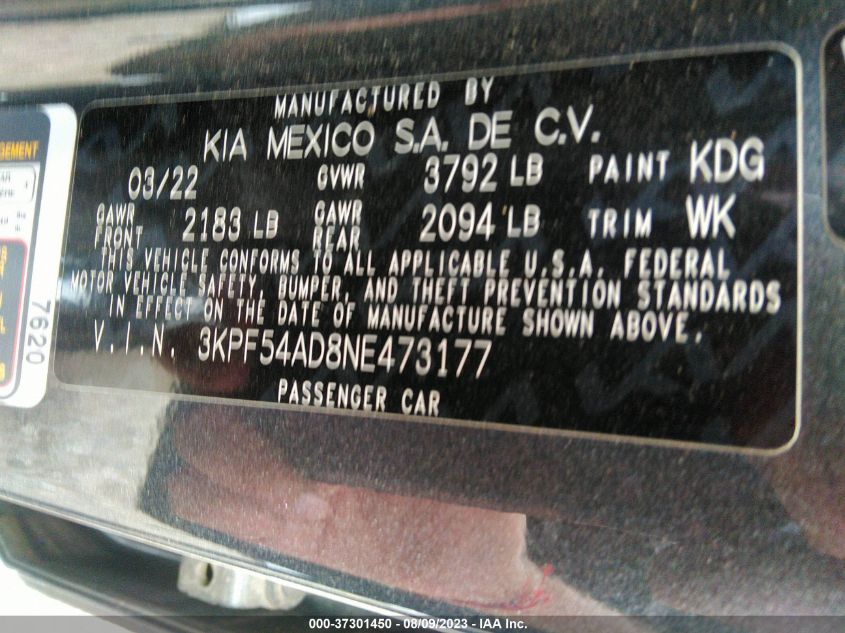 MANUFACTURED BY
KIA MEXICO S.A. DE C.V.
03/22 GVWR 3792 LB PAINT KDG
GAWR FRONT 2183 LB GAWR REAR 2094 LB TRIM WK
THIS VEHICLE CONFORMS TO ALL APPLICABLE U.S.A. FEDERAL
MOTOR VEHICLE SAFETY, BUMPER, AND THEFT PREVENTION STANDARDS
IN EFFECT ON THE DATE OF MANUFACTURE SHOWN ABOVE.
V.I.N. 3KPF54AD8NE473177
PASSENGER CAR
7620
000-37301450 - 08/09/2023 - IAA Inc.